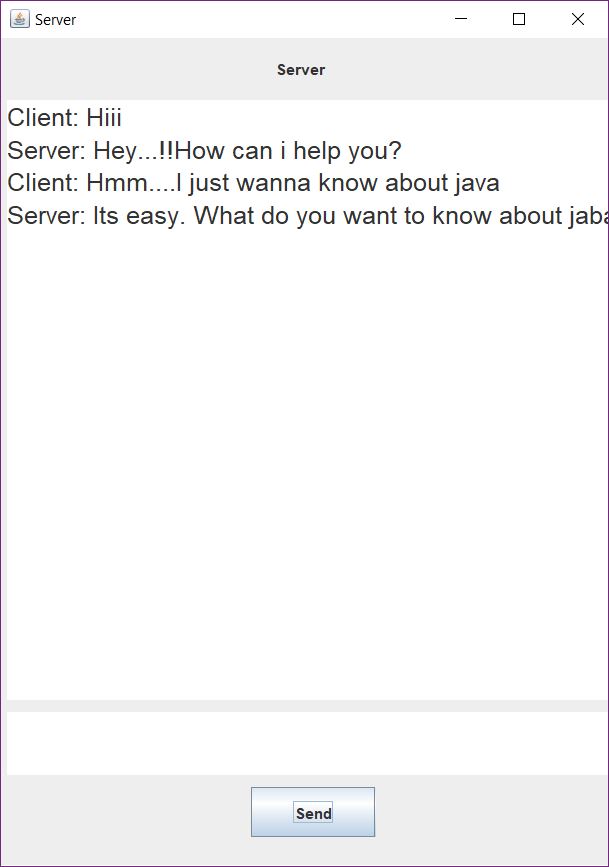 Server
Server
Client: Hiii
Server: Hey...!!How can i help you?
Client: Hmm....I just wanna know about java
Server: Its easy. What do you want to know about jaba
Send